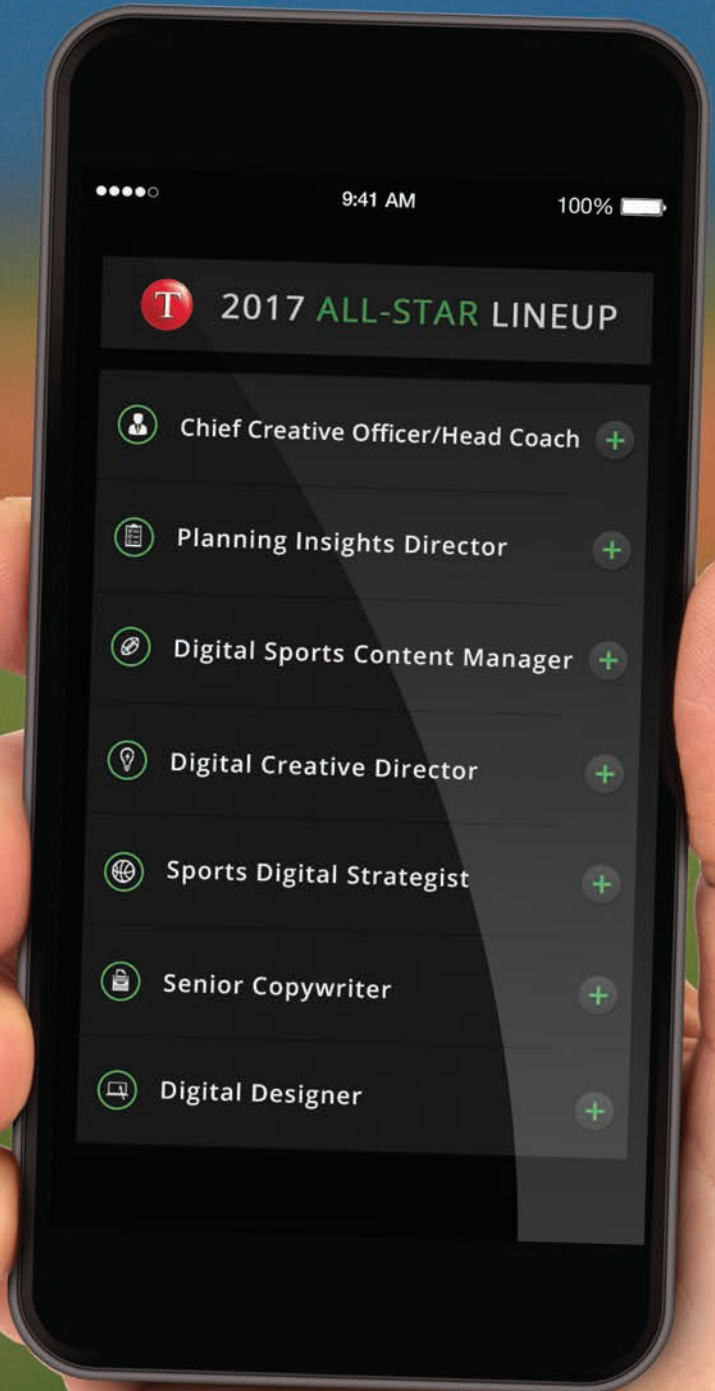 9:41 AM
100%
T 2017 ALL-STAR LINEUP
Chief Creative Officer/Head Coach
Planning Insights Director
Digital Sports Content Manager
Digital Creative Director
Sports Digital Strategist
Senior Copywriter
Digital Designer